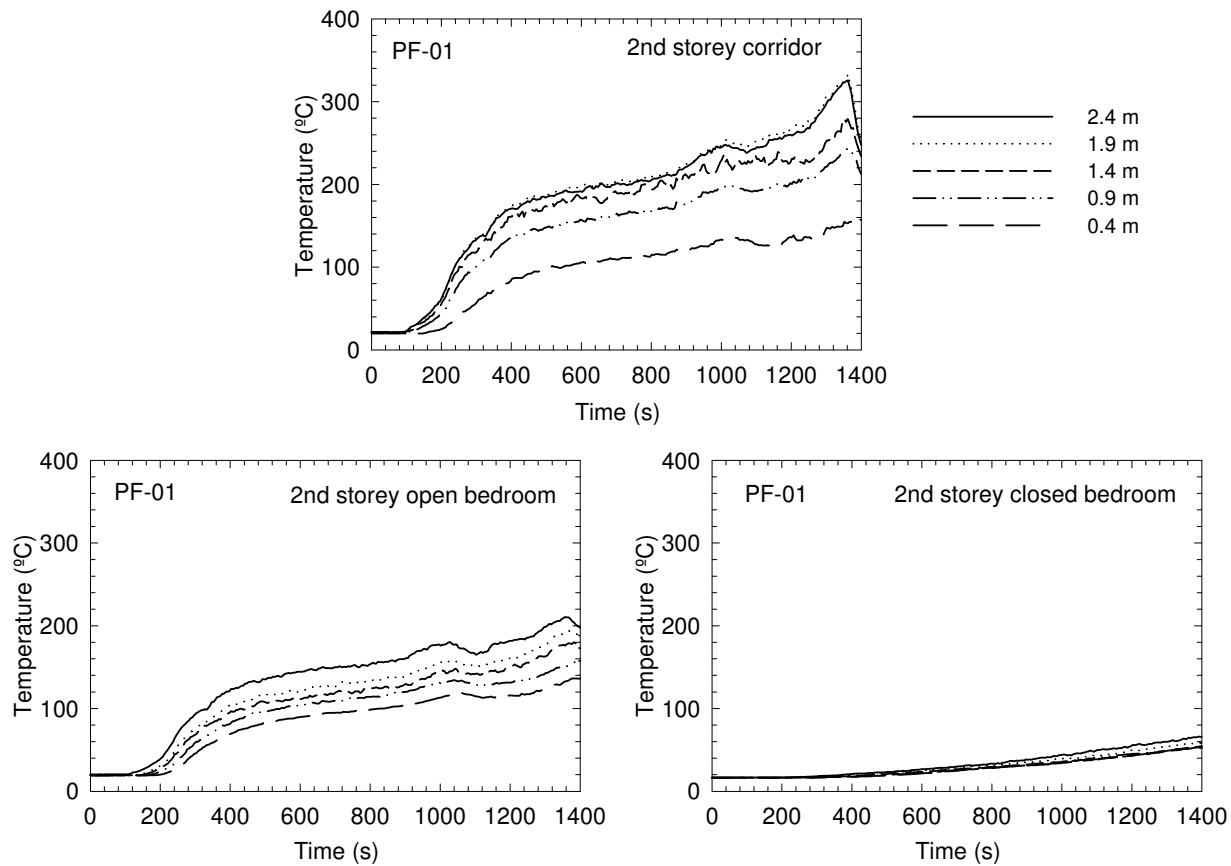 PF-01
2nd storey corridor
400
300
200
100
0
Temperature (ºC)
0 200 400 600 800 1000 1200 1400
Time (s)
2.4 m
1.9 m
1.4 m
0.9 m
0.4 m
PF-01
2nd storey open bedroom
400
300
200
100
0
Temperature (ºC)
0 200 400 600 800 1000 1200 1400
Time (s)
PF-01
2nd storey closed bedroom
400
300
200
100
0
Temperature (ºC)
0 200 400 600 800 1000 1200 1400
Time (s)